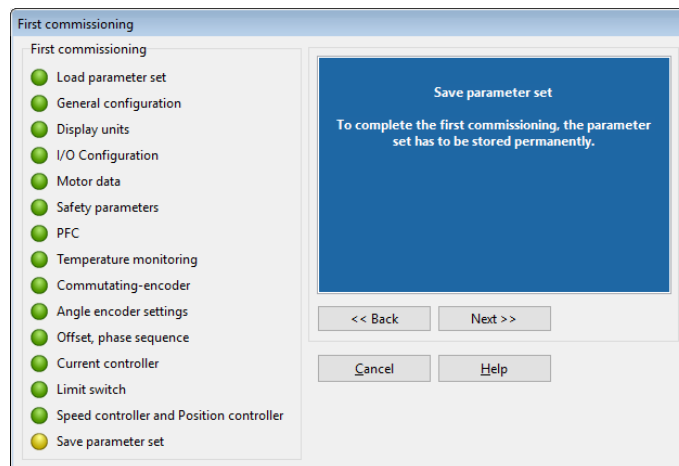 First commissioning
First commissioning
Load parameter set
General configuration
Display units
I/O Configuration
Motor data
Safety parameters
PFC
Temperature monitoring
Commutating-encoder
Angle encoder settings
Offset, phase sequence
Current controller
Limit switch
Speed controller and Position controller
Save parameter set
Save parameter set
To complete the first commissioning, the parameter
set has to be stored permanently.
<< Back
Next >>
Cancel
Help